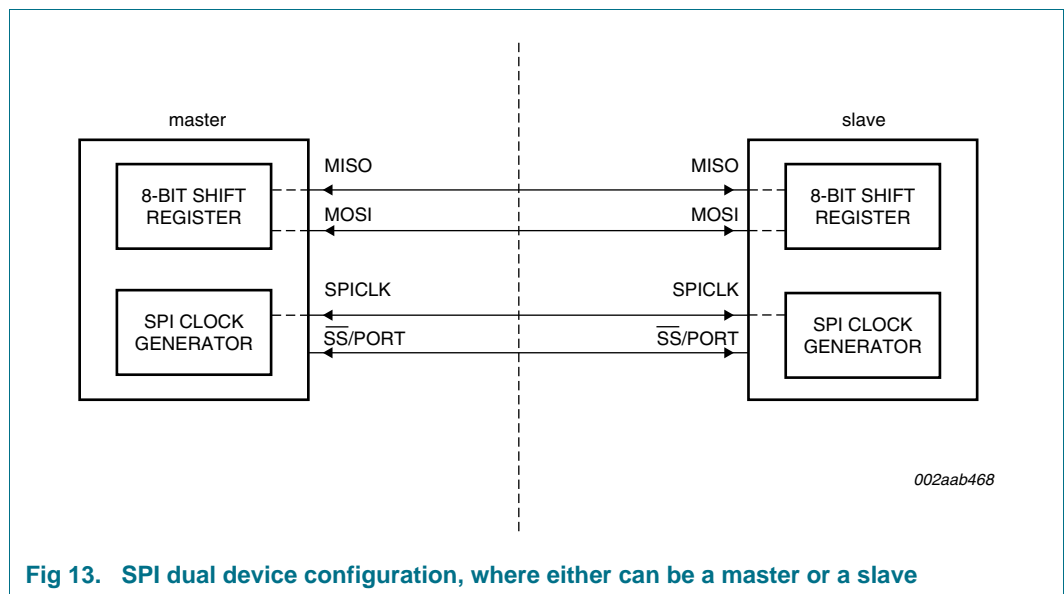 master
slave
8-BIT SHIFT
REGISTER
MISO
MISO
MOSI
MOSI
8-BIT SHIFT
REGISTER
SPI CLOCK
GENERATOR
SPICLK
SPICLK
S̅S̅/PORT
S̅S̅/PORT
SPI CLOCK
GENERATOR
002aab468
Fig 13. SPI dual device configuration, where either can be a master or a slave